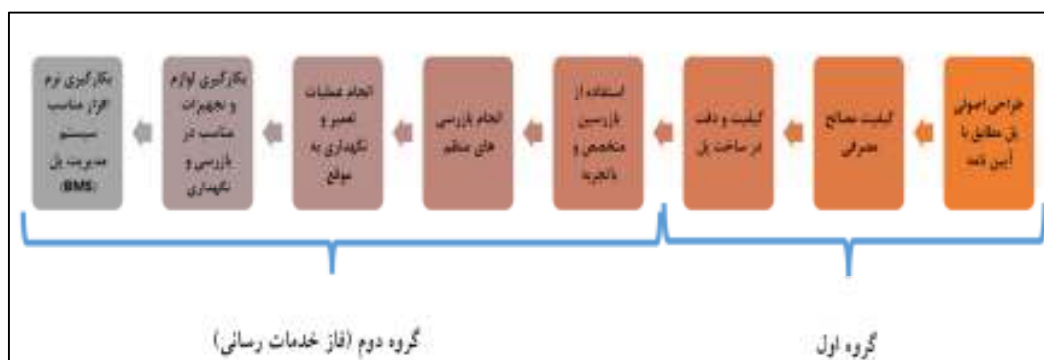 طراحی اصولی
پل مطابق با
آیین نامه
کیفیت مصالح
مصرفی
کیفیت و دقت
در ساخت پل
استفاده از
بازرسین
متخصص و
باتجربه
انجام بازرسی
های منظم
انجام عملیات
تعمیر و
نگهداری به
موقع
بکارگیری لوازم
و تجهیزات
مناسب در
بازرسی و
نگهداری
بکارگیری نرم
افزار مناسب
سیستم
مدیریت پل
(BMS)
گروه اول
گروه دوم (فاز خدمات رسانی)